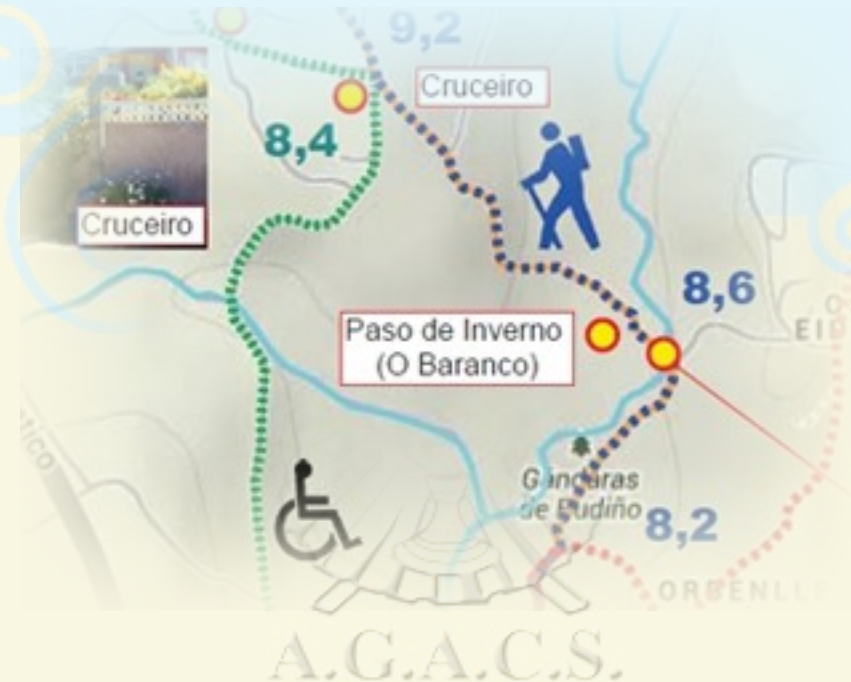 9,2
Cruceiro
8,4
Cruceiro
8,6
Paso de Inverno
(O Baranco)
Gándaras
de Budiño
8,2
A.G.A.C.S.